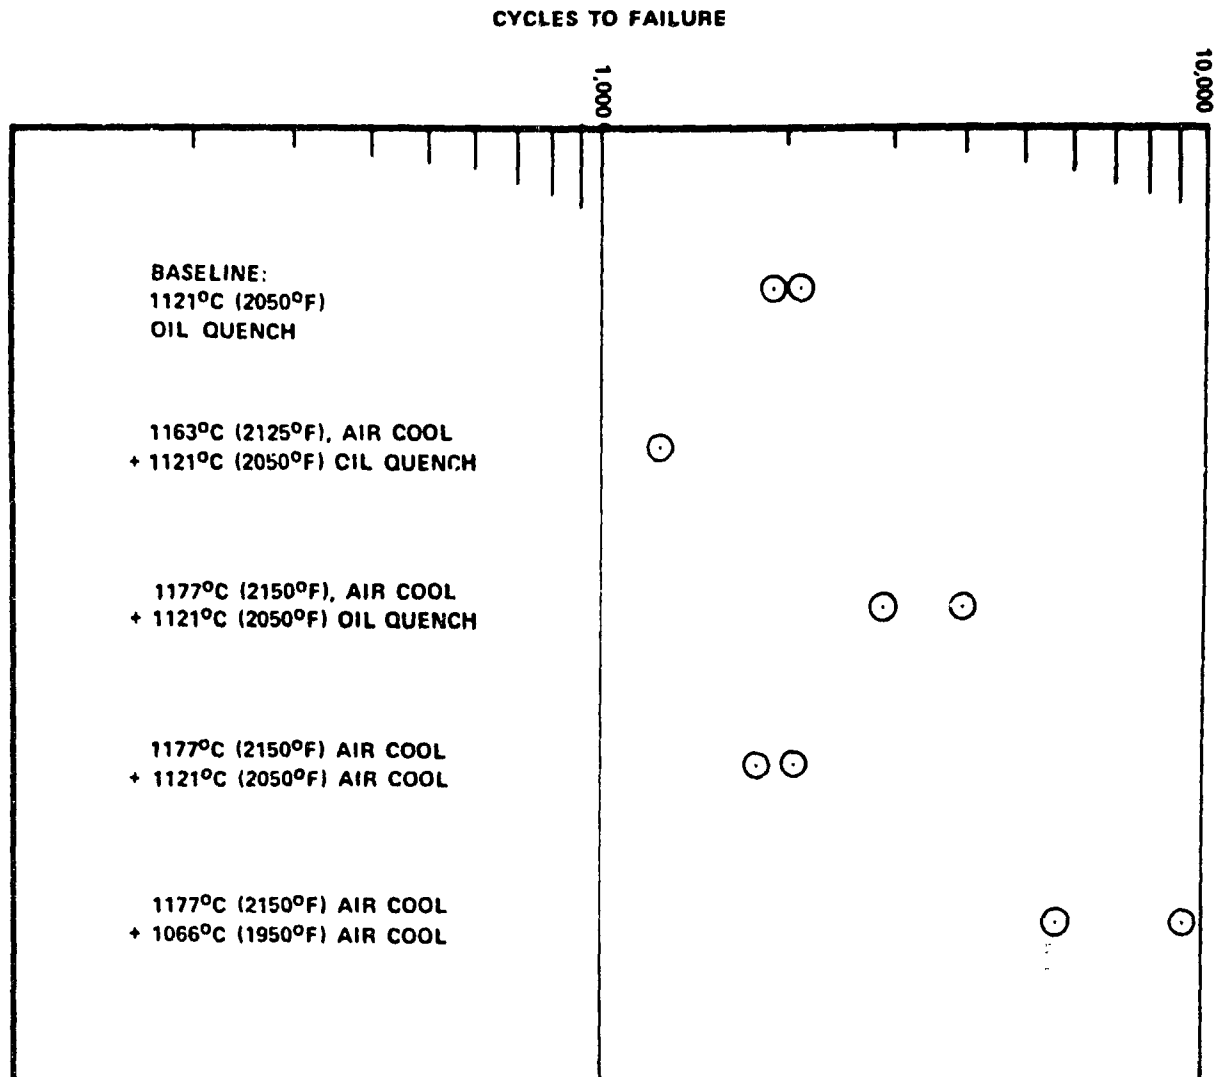 CYCLES TO FAILURE
1,000
10,000
BASELINE:
1121°C (2050°F)
OIL QUENCH
1163°C (2125°F), AIR COOL
+ 1121°C (2050°F) CIL QUENCH
1177°C (2150°F), AIR COOL
+ 1121°C (2050°F) OIL QUENCH
1177°C (2150°F) AIR COOL
+ 1121°C (2050°F) AIR COOL
1177°C (2150°F) AIR COOL
+ 1066°C (1950°F) AIR COOL